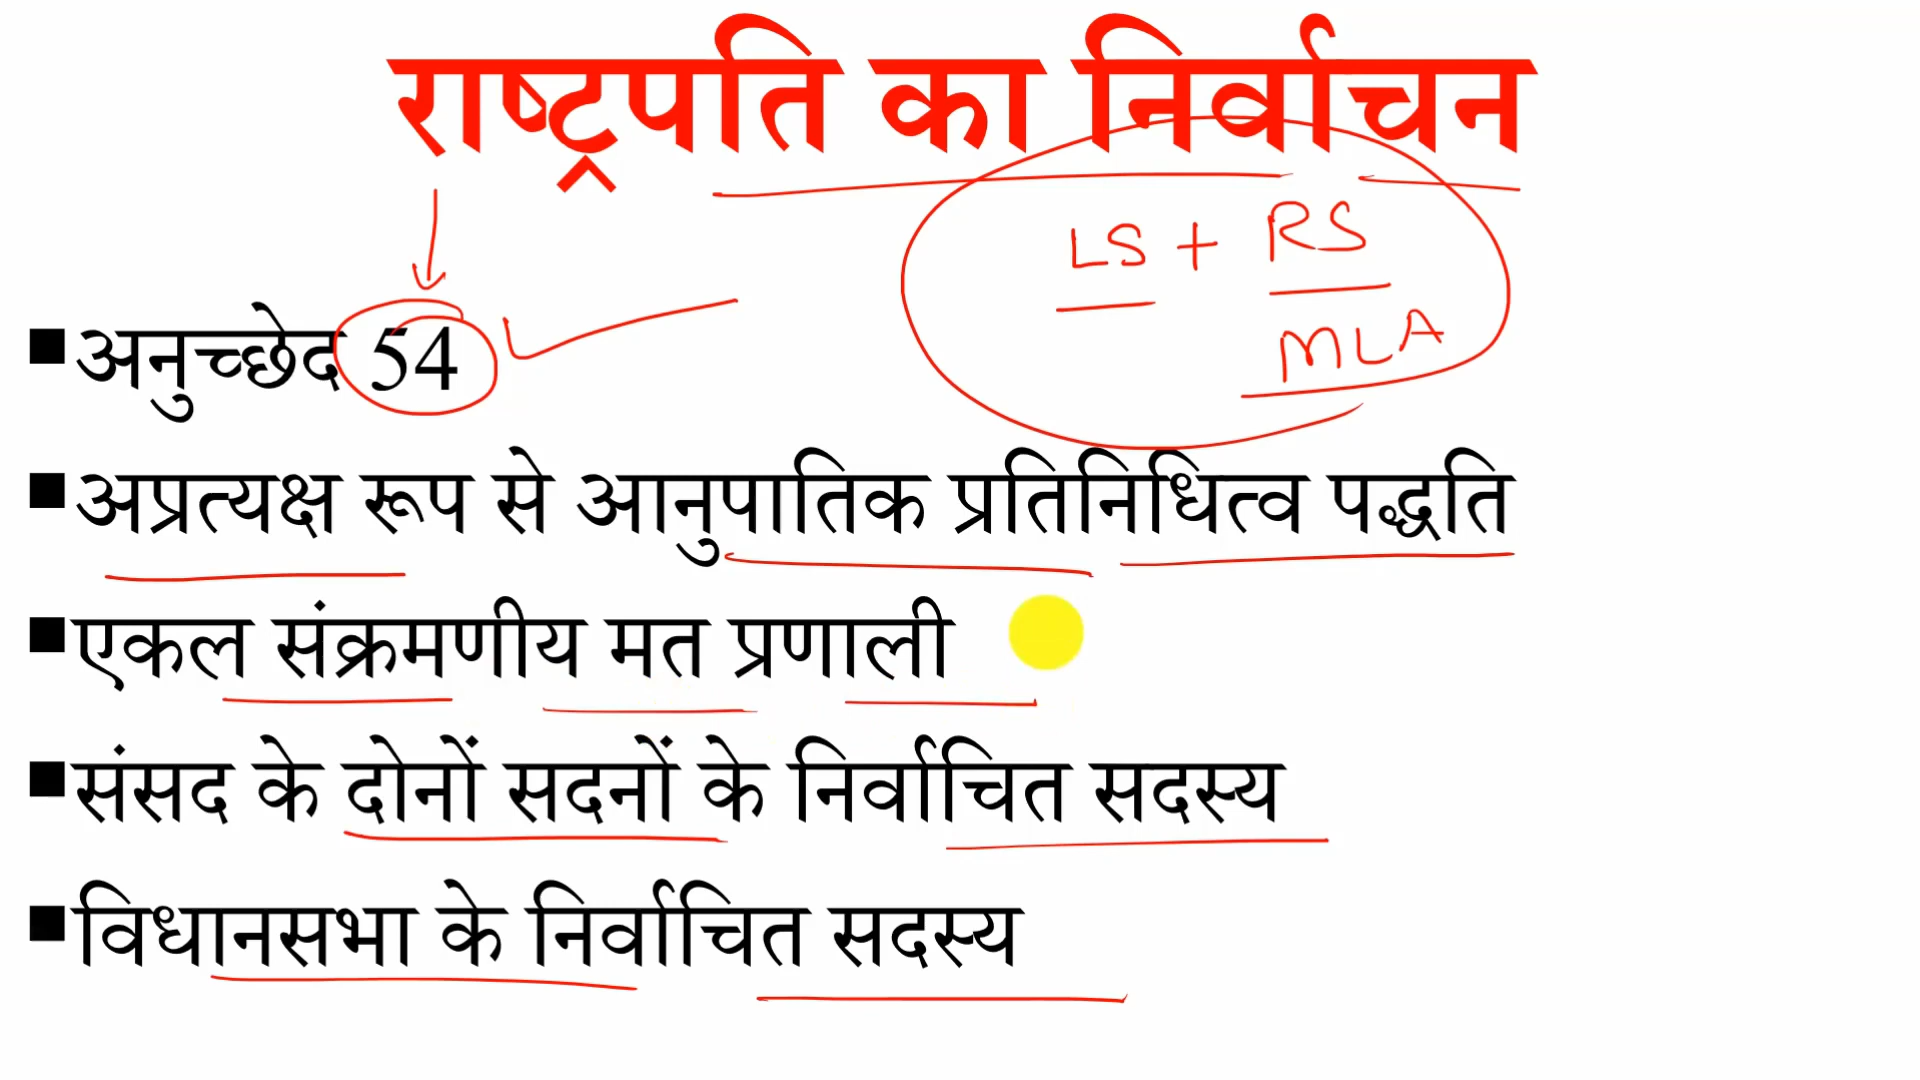 राष्ट्रपति का निर्वाचन
LS + RS
MLA
▪अनुच्छेद 54
▪अप्रत्यक्ष रूप से आनुपातिक प्रतिनिधित्व पद्धति
▪एकल संक्रमणीय मत प्रणाली
▪संसद के दोनों सदनों के निर्वाचित सदस्य
▪विधानसभा के निर्वाचित सदस्य